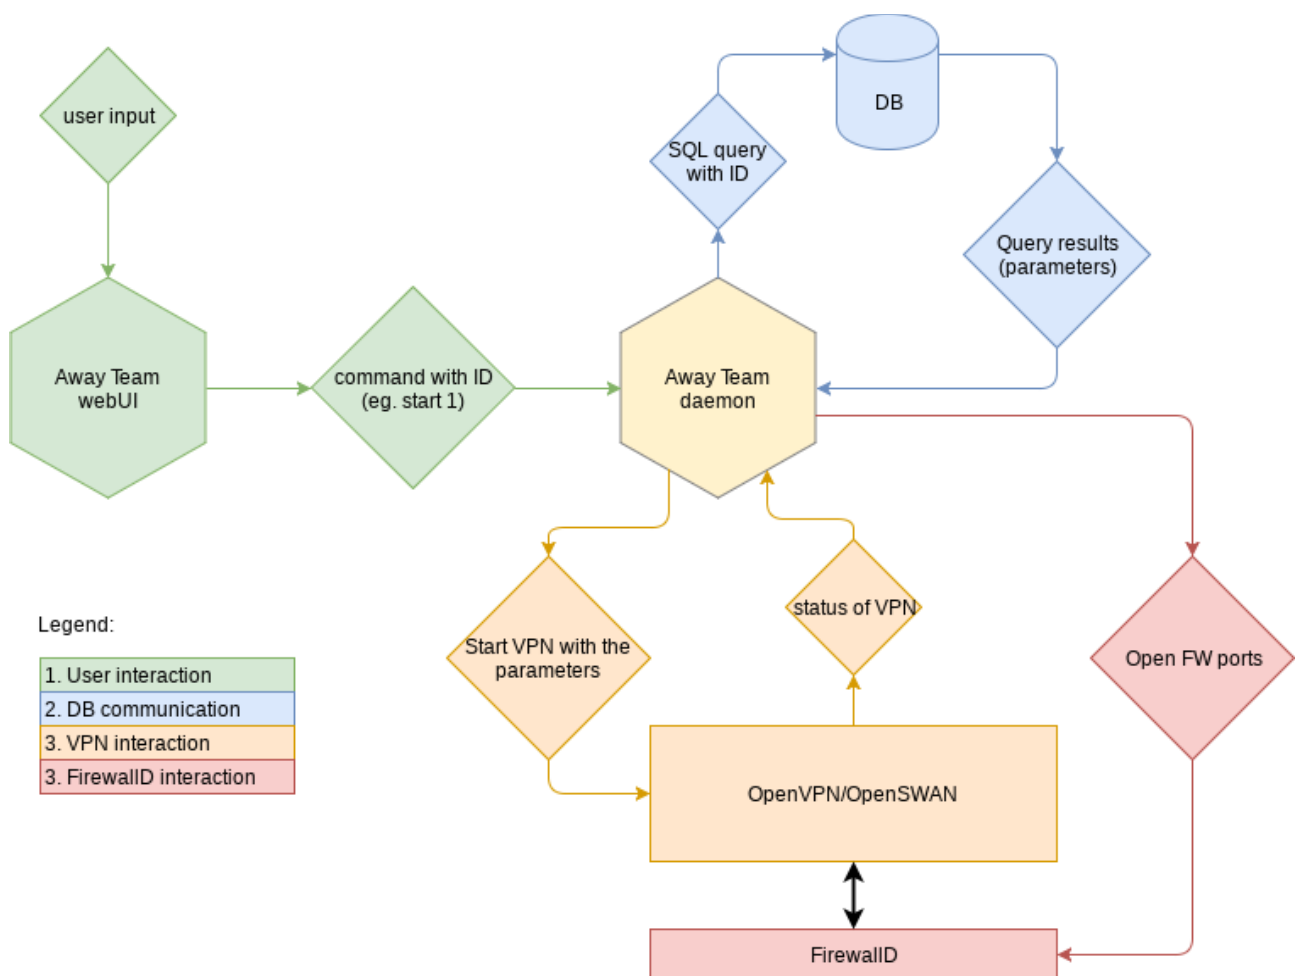 user input
Away Team
webUI
command with ID
(eg. start 1)
Away Team
daemon
SQL query
with ID
DB
Query results
(parameters)
Start VPN with the
parameters
status of VPN
Open FW ports
OpenVPN/OpenSWAN
FirewallD
Legend:
1. User interaction
2. DB communication
3. VPN interaction
3. FirewallD interaction